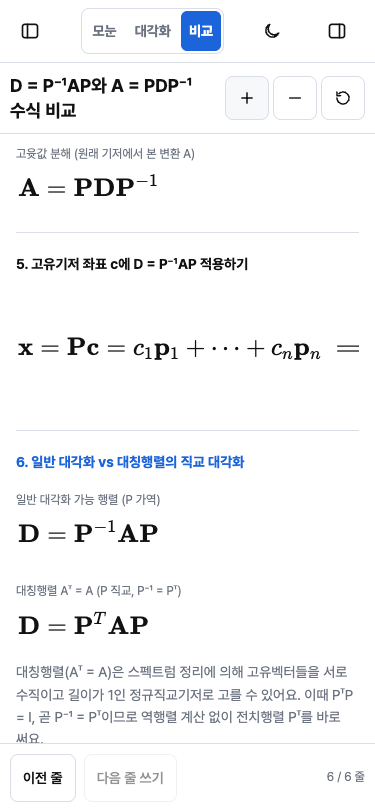 모눈 대각화 비교
D = P⁻¹AP와 A = PDP⁻¹
수식 비교
고윳값 분해 (원래 기저에서 본 변환 A)
A = PDP⁻¹
5. 고유기저 좌표 c에 D = P⁻¹AP 적용하기
x = Pc = c₁p₁ + ··· + cₙpₙ =
6. 일반 대각화 vs 대칭행렬의 직교 대각화
일반 대각화 가능 행렬 (P 가역)
D = P⁻¹AP
대칭행렬 Aᵀ = A (P 직교, P⁻¹ = Pᵀ)
D = PᵀAP
대칭행렬(Aᵀ = A)은 스펙트럼 정리에 의해 고유벡터들을 서로
수직이고 길이가 1인 정규직교기저로 고를 수 있어요. 이때 PᵀP
= I, 곧 P⁻¹ = Pᵀ이므로 역행렬 계산 없이 전치행렬 Pᵀ를 바로
써요.
이전 줄 다음 줄 쓰기 6 / 6 줄